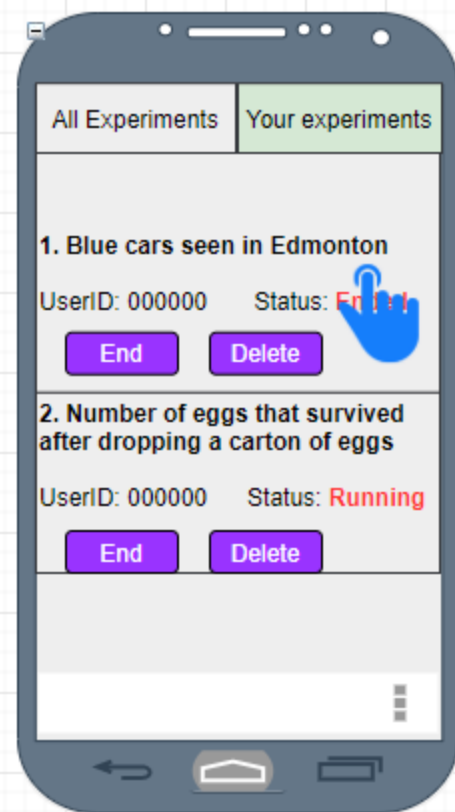 All Experiments
Your experiments
1. Blue cars seen in Edmonton
UserID: 000000 Status: Ended
End Delete
2. Number of eggs that survived
after dropping a carton of eggs
UserID: 000000 Status: Running
End Delete